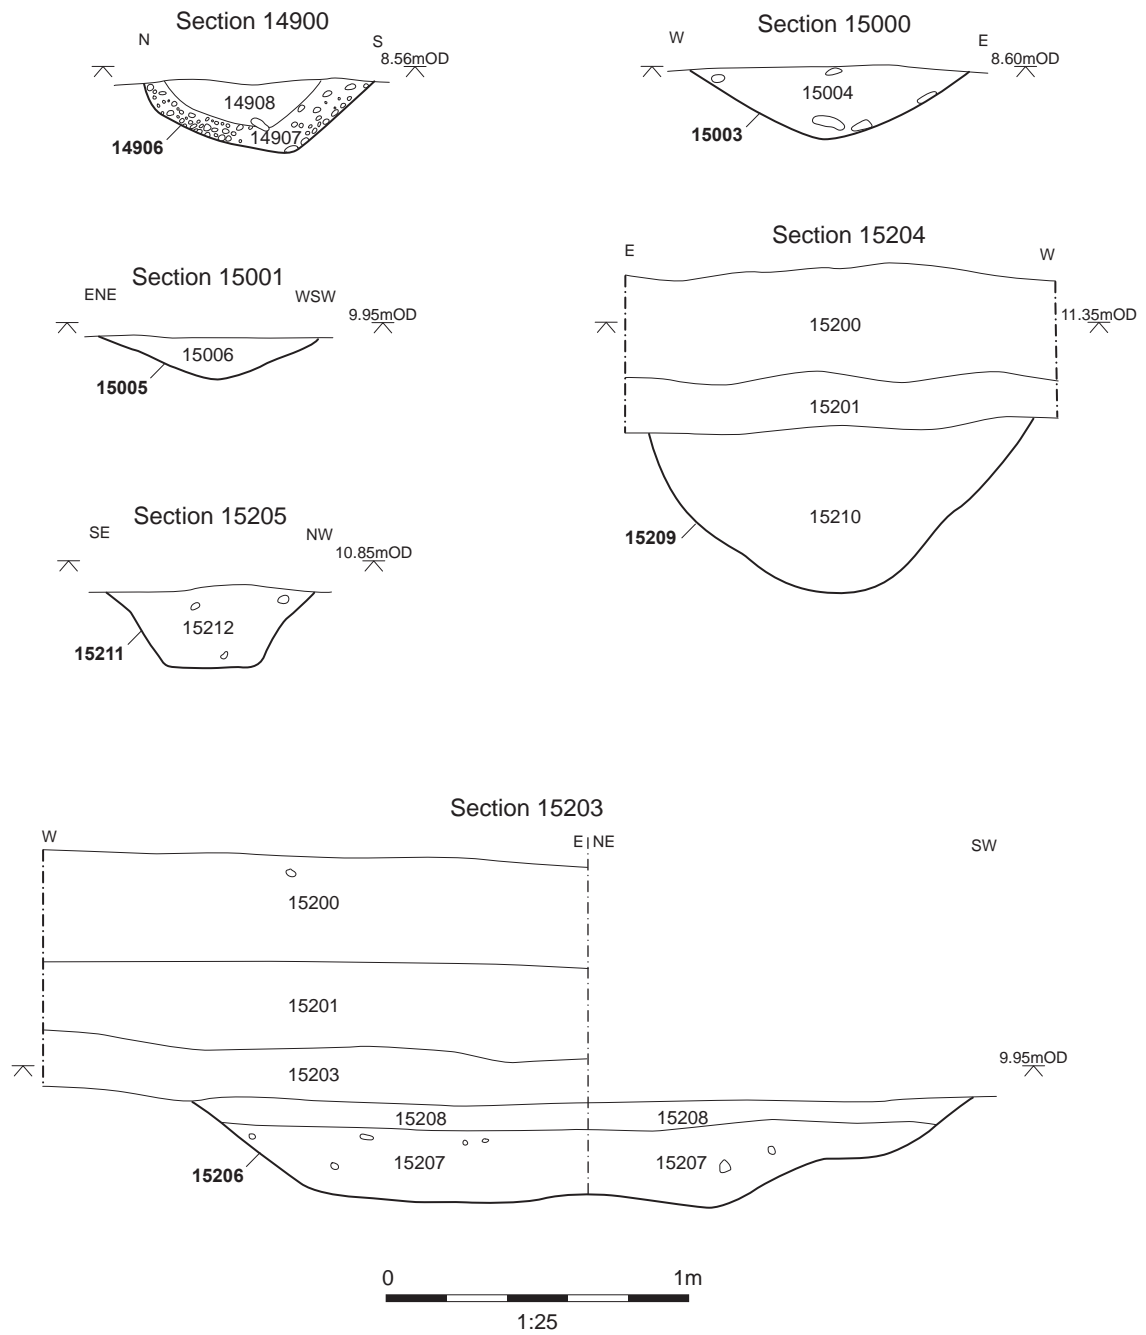 Section 14900
N
S
8.56mOD
14908
14907
14906
Section 15000
W
E
8.60mOD
15004
15003
Section 15001
ENE
WSW
9.95mOD
15006
15005
Section 15204
E
W
11.35mOD
15200
15201
15210
15209
Section 15205
SE
NW
10.85mOD
15212
15211
Section 15203
W
E NE
SW
15200
15201
9.95mOD
15203
15208 15208
15207 15207
15206
0 1m
1:25